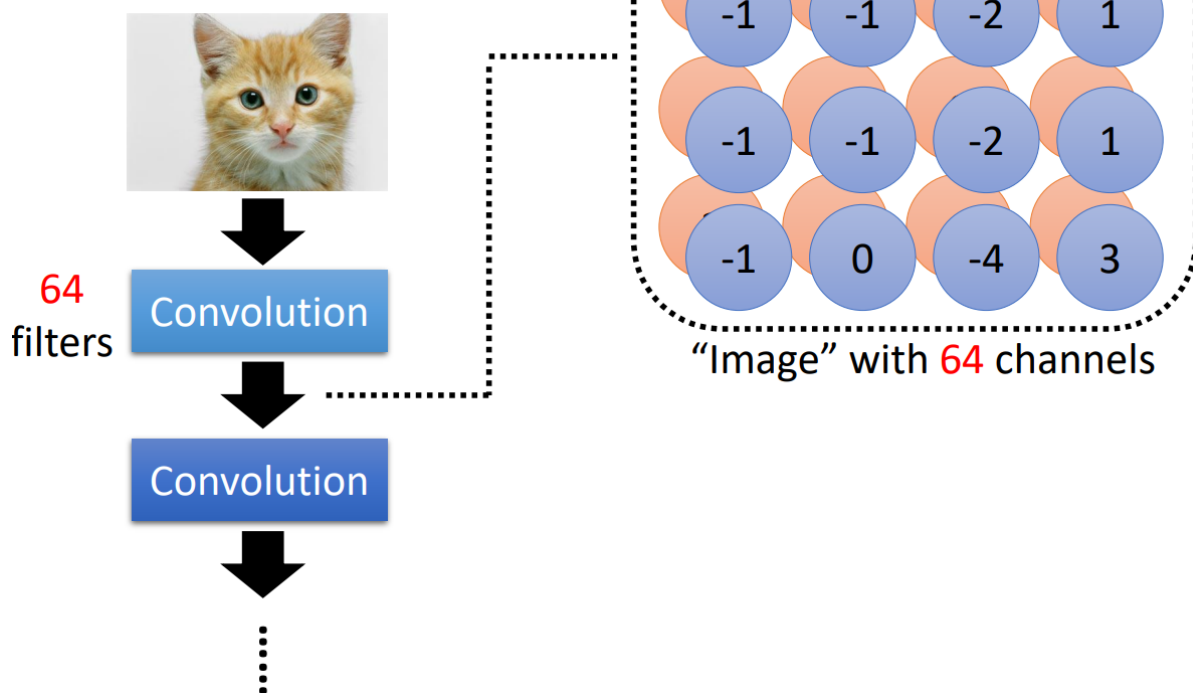 -1 -1 -2 1
-1 -1 -2 1
-1 0 -4 3
64
filters
Convolution
"Image" with 64 channels
Convolution